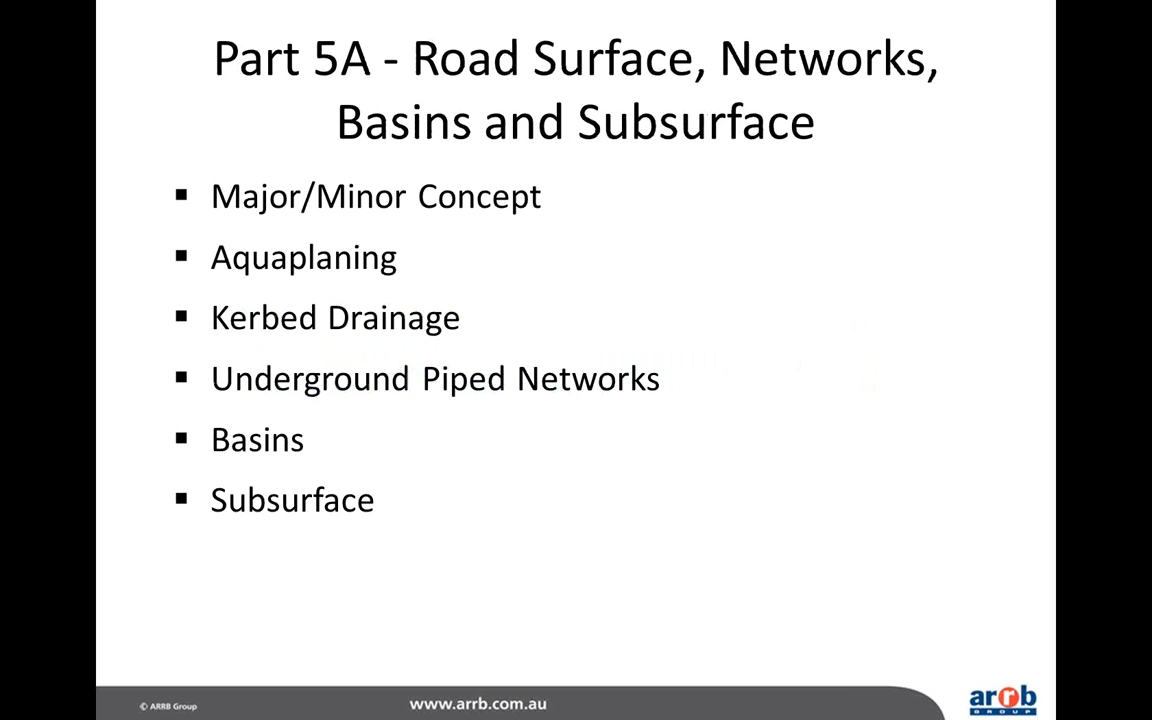 Part 5A - Road Surface, Networks,
Basins and Subsurface
▪ Major/Minor Concept
▪ Aquaplaning
▪ Kerbed Drainage
▪ Underground Piped Networks
▪ Basins
▪ Subsurface
© ARRB Group
www.arrb.com.au
arrb
GROUP